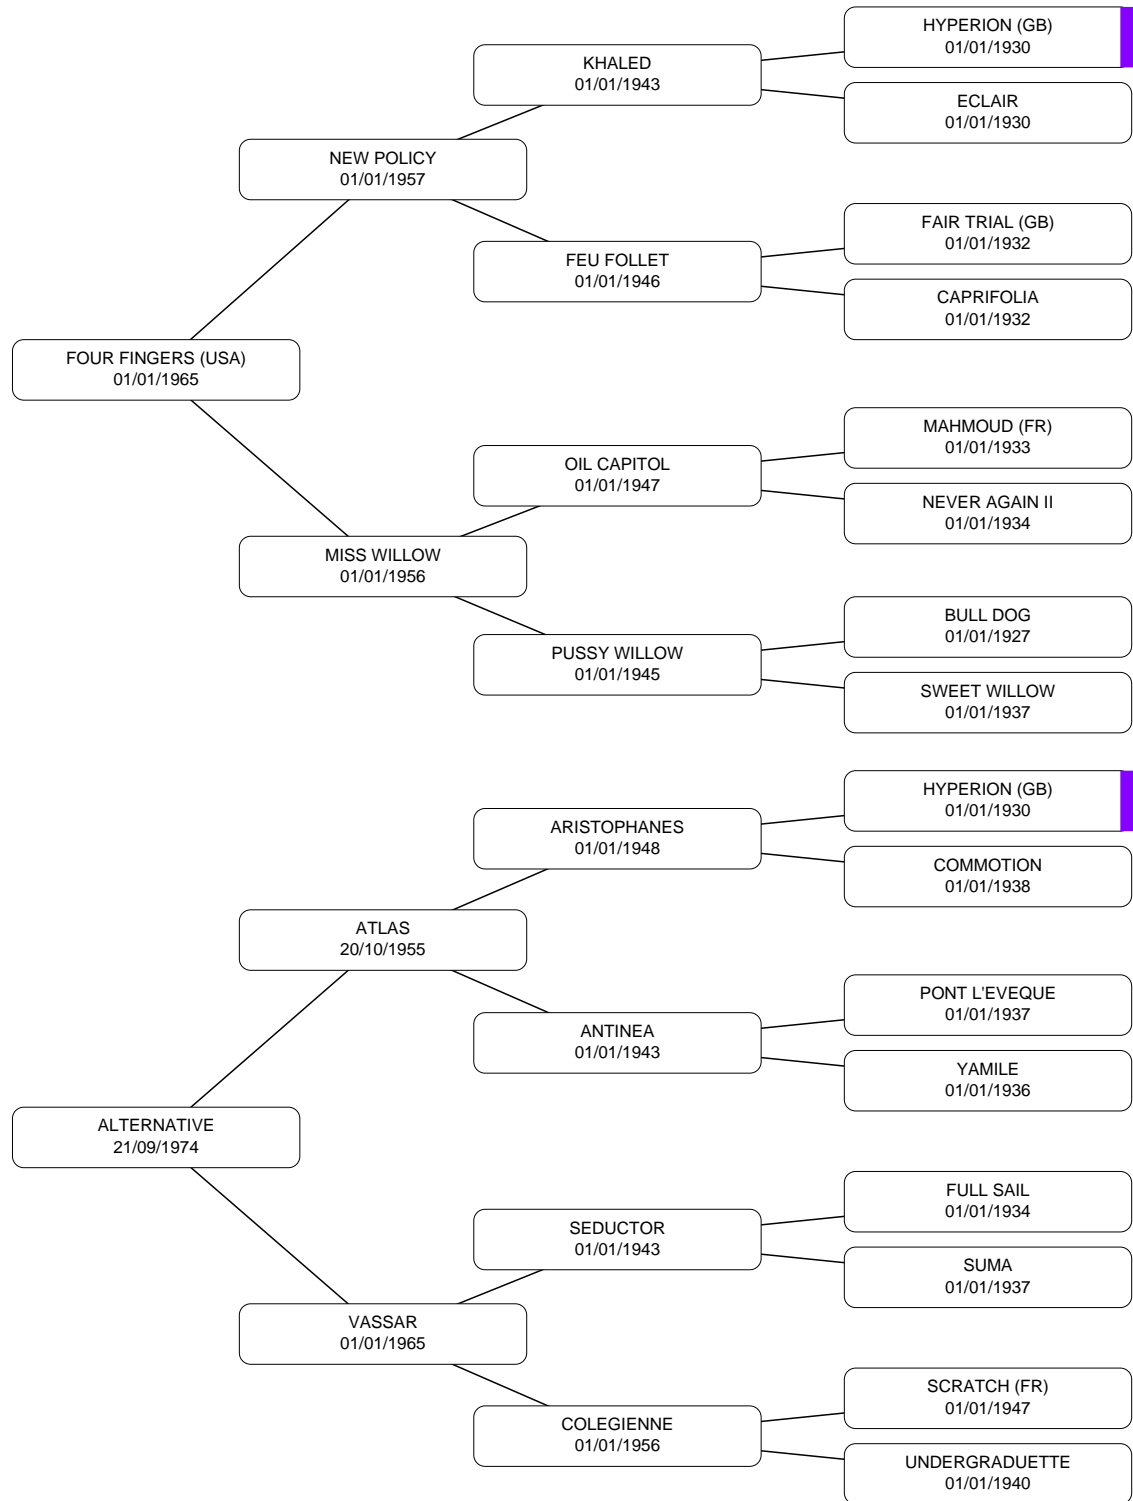 HYPERION (GB)
01/01/1930
KHALED
01/01/1943
ECLAIR
01/01/1930
NEW POLICY
01/01/1957
FAIR TRIAL (GB)
01/01/1932
FEU FOLLET
01/01/1946
CAPRIFOLIA
01/01/1932
FOUR FINGERS (USA)
01/01/1965
MAHMOUD (FR)
01/01/1933
OIL CAPITOL
01/01/1947
NEVER AGAIN II
01/01/1934
MISS WILLOW
01/01/1956
BULL DOG
01/01/1927
PUSSY WILLOW
01/01/1945
SWEET WILLOW
01/01/1937
HYPERION (GB)
01/01/1930
ARISTOPHANES
01/01/1948
COMMOTION
01/01/1938
ATLAS
20/10/1955
PONT L'EVEQUE
01/01/1937
ANTINEA
01/01/1943
YAMILE
01/01/1936
ALTERNATIVE
21/09/1974
FULL SAIL
01/01/1934
SEDUCTOR
01/01/1943
SUMA
01/01/1937
VASSAR
01/01/1965
SCRATCH (FR)
01/01/1947
COLEGIENNE
01/01/1956
UNDERGRADUETTE
01/01/1940